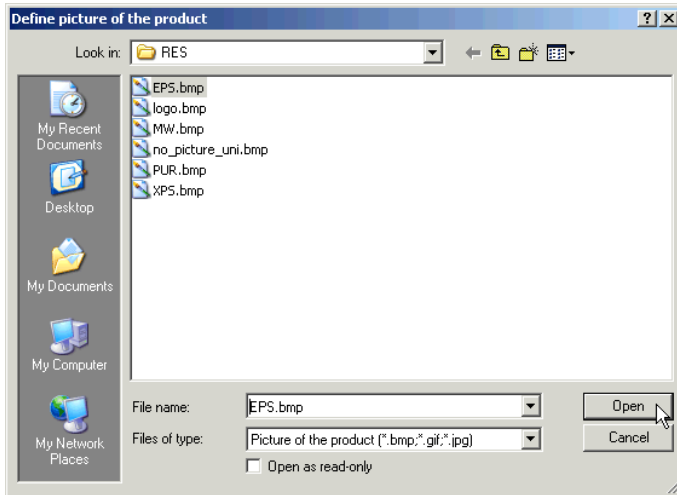 Define picture of the product
Look in:
RES
My Recent
Documents
Desktop
My Documents
My Computer
My Network
Places
EPS.bmp
logo.bmp
MW.bmp
no_picture_uni.bmp
PUR.bmp
XPS.bmp
File name:
EPS.bmp
Open
Files of type:
Picture of the product (*.bmp;*.gif;*.jpg)
Cancel
Open as read-only